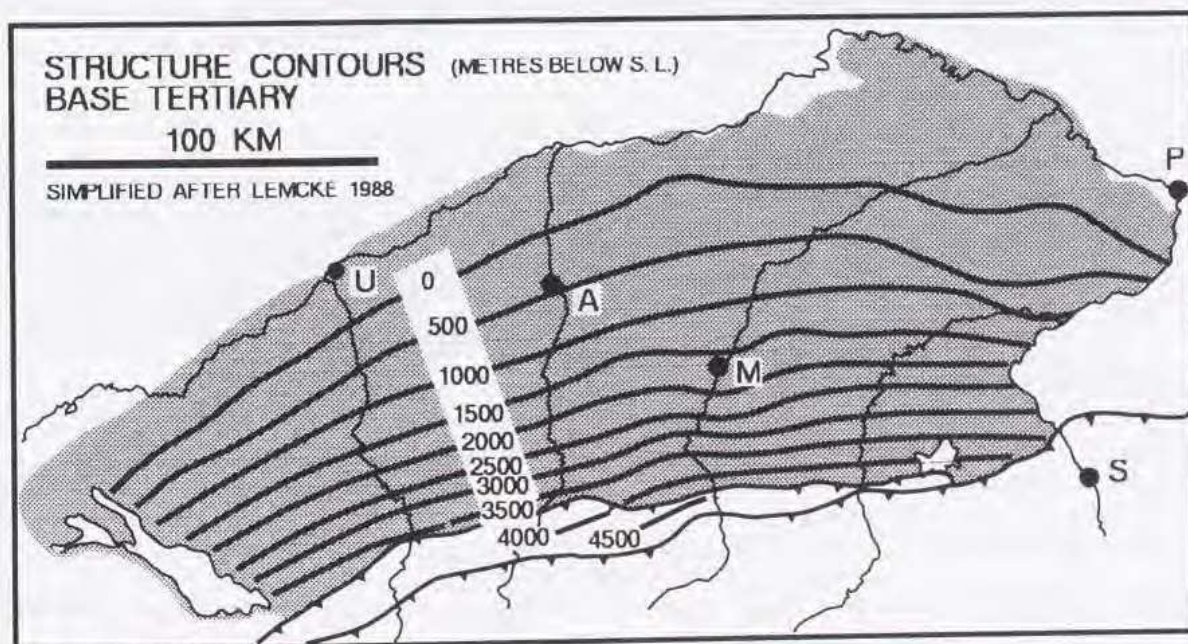 STRUCTURE CONTOURS (METRES BELOW S. L.)
BASE TERTIARY
100 KM
SIMPLIFIED AFTER LEMCKE 1988
P
U
0
A
500
M
1000
1500
2000
2500
3000
S
3500
4000 4500